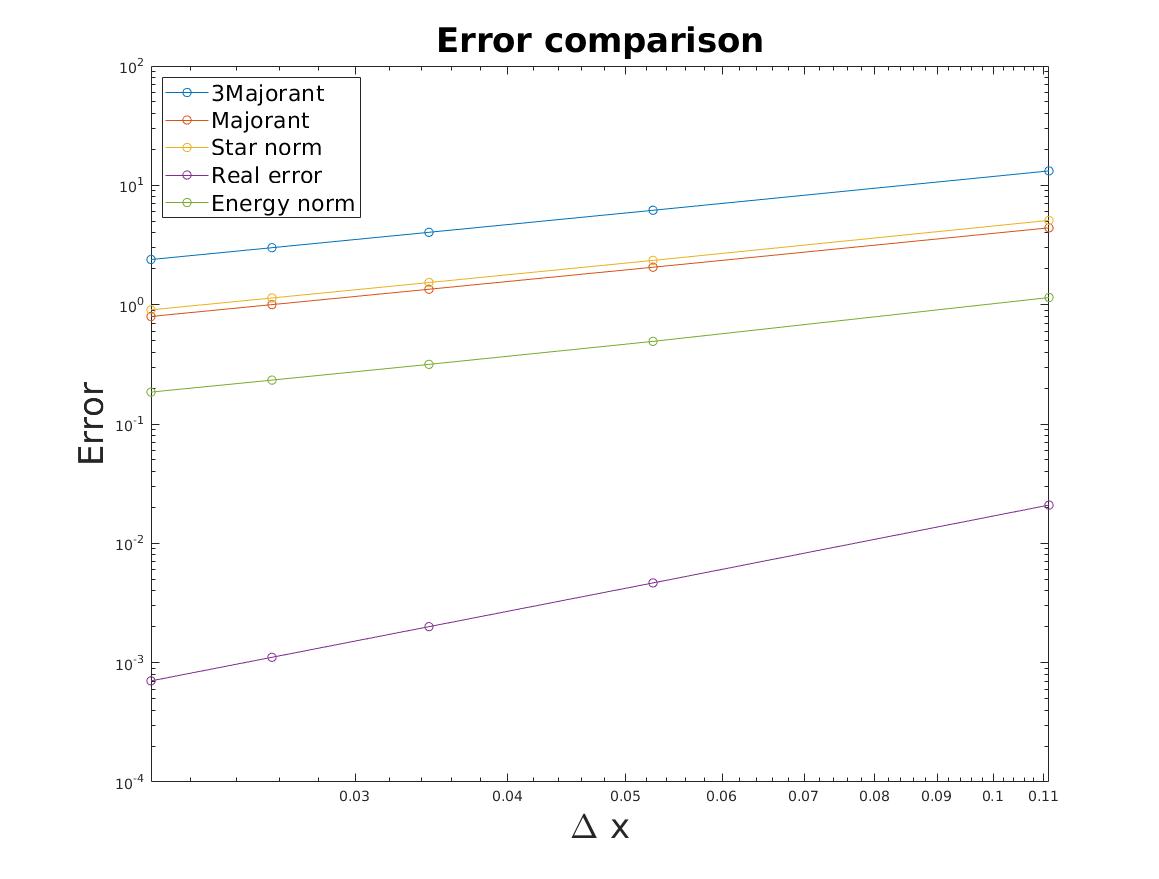 Error comparison
3Majorant
Majorant
Star norm
Real error
Energy norm
10^2
10^1
10^0
10^-1
10^-2
10^-3
10^-4
Error
0.03 0.04 0.05 0.06 0.07 0.08 0.09 0.1 0.11
Δ x